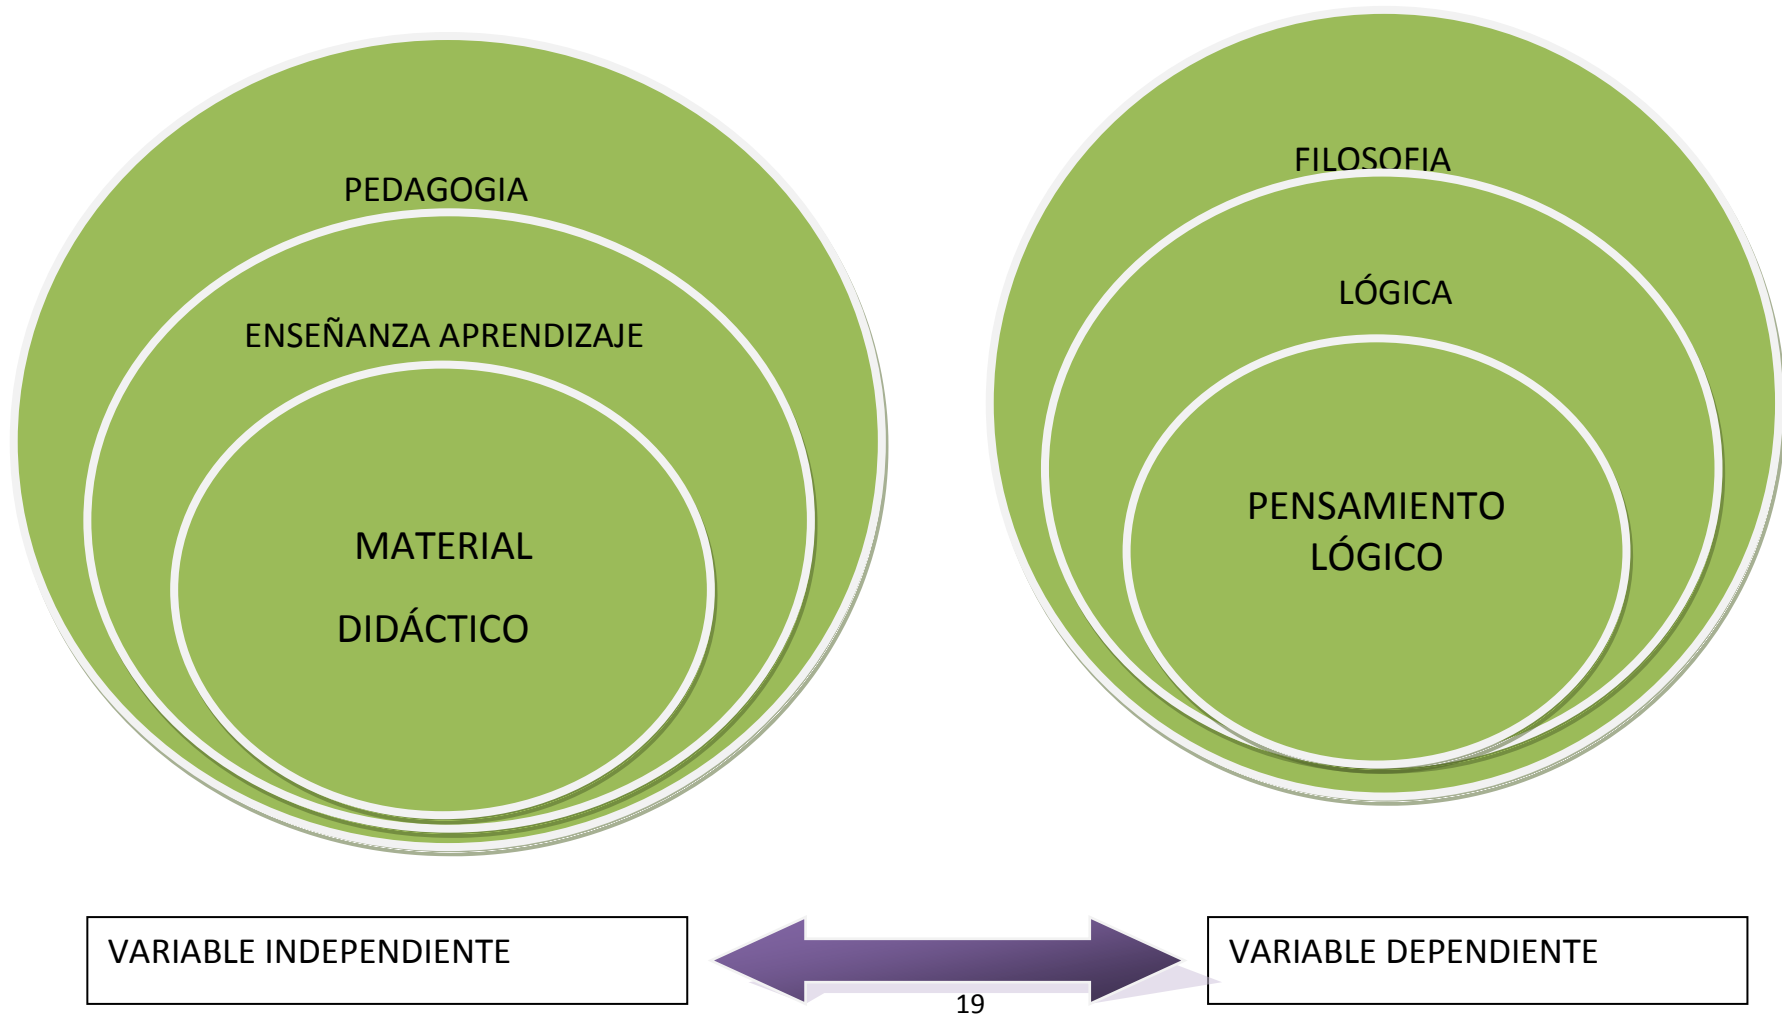 PEDAGOGIA
ENSEÑANZA APRENDIZAJE
MATERIAL
DIDÁCTICO
FILOSOFIA
LÓGICA
PENSAMIENTO
LÓGICO
VARIABLE INDEPENDIENTE
VARIABLE DEPENDIENTE
19